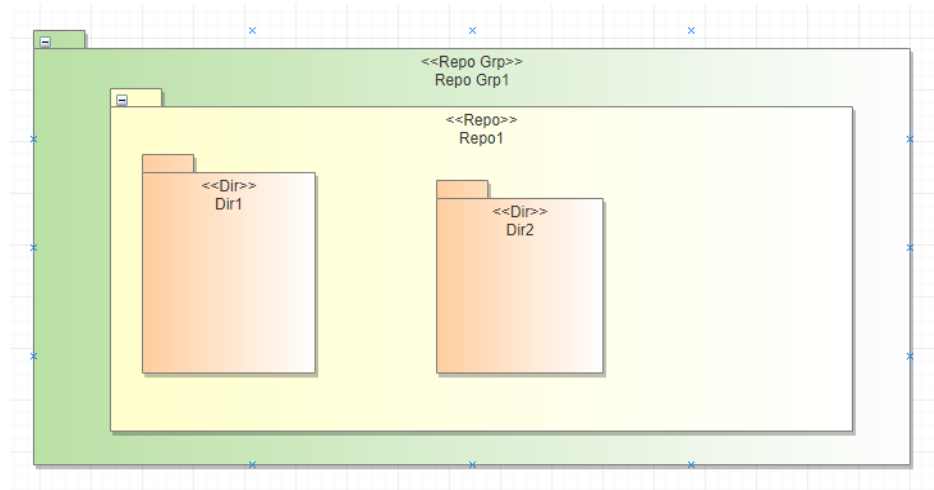 <<Repo Grp>>
Repo Grp1
<<Repo>>
Repo1
<<Dir>>
Dir1
<<Dir>>
Dir2